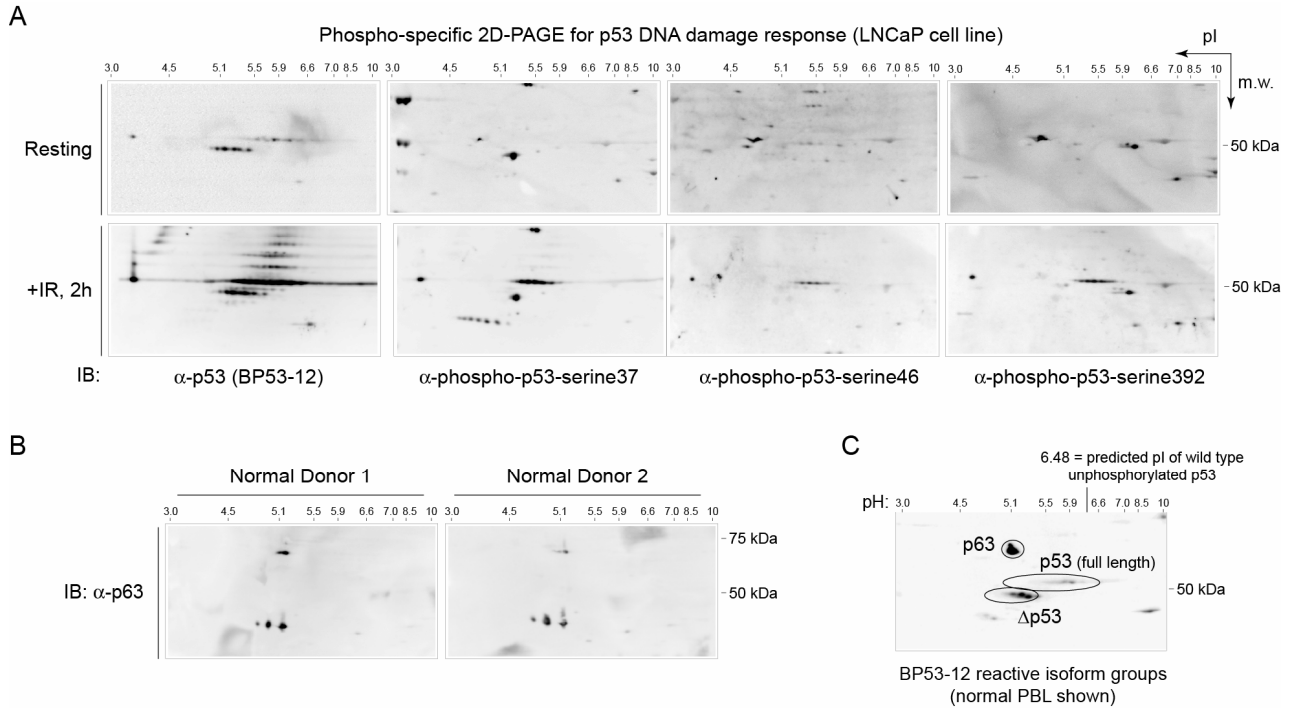 A
Phospho-specific 2D-PAGE for p53 DNA damage response (LNCaP cell line)
pI
3.0 4.5 5.1 5.5 5.9 6.6 7.0 8.5 10
3.0 4.5 5.1 5.5 5.9 6.6 7.0 8.5 10
3.0 4.5 5.1 5.5 5.9 6.6 7.0 8.5 10
3.0 4.5 5.1 5.5 5.9 6.6 7.0 8.5 10
m.w.
Resting
50 kDa
+IR, 2h
50 kDa
IB:
α-p53 (BP53-12)
α-phospho-p53-serine37
α-phospho-p53-serine46
α-phospho-p53-serine392
B
Normal Donor 1
Normal Donor 2
3.0 4.5 5.1 5.5 5.9 6.6 7.0 8.5 10
3.0 4.5 5.1 5.5 5.9 6.6 7.0 8.5 10
75 kDa
IB: α-p63
50 kDa
C
6.48 = predicted pI of wild type
unphosphorylated p53
pH:
3.0 4.5 5.1 5.5 5.9 6.6 7.0 8.5 10
p63
p53 (full length)
50 kDa
Δp53
BP53-12 reactive isoform groups
(normal PBL shown)